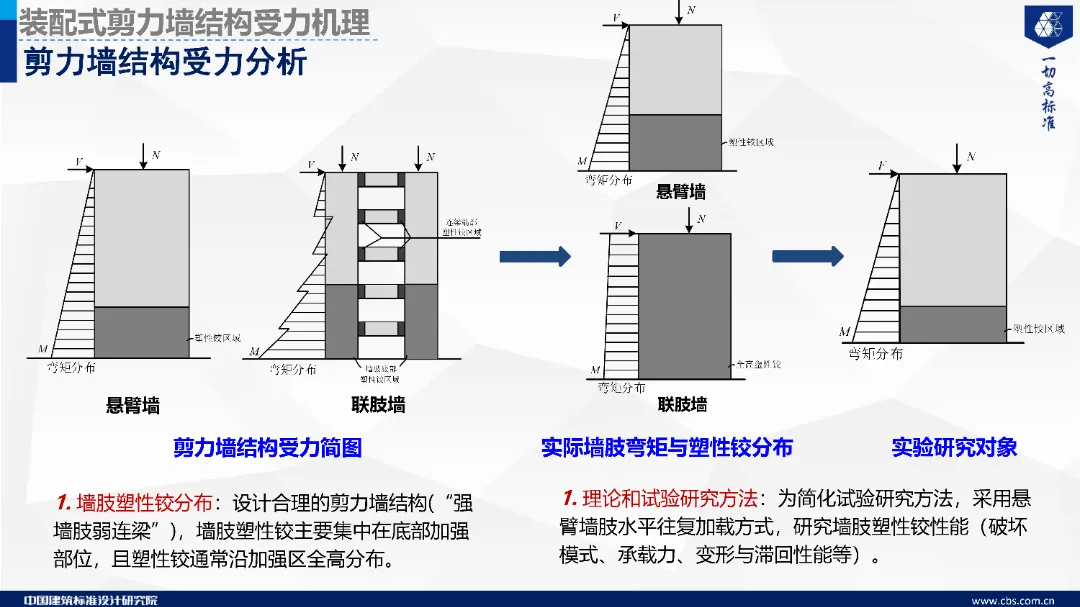 装配式剪力墙结构受力机理
剪力墙结构受力分析
一切高标准
V
N
塑性铰区域
M
弯矩分布
悬臂墙
V
N
N
连梁端部
塑性铰区域
M
弯矩分布
墙肢底部
塑性铰区域
联肢墙
V
N
塑性铰区域
M
弯矩分布
悬臂墙
V
N
M
全高塑性铰
弯矩分布
联肢墙
F
N
M
塑性铰区域
弯矩分布
剪力墙结构受力简图
实际墙肢弯矩与塑性铰分布
实验研究对象
1. 墙肢塑性铰分布：设计合理的剪力墙结构(“强
墙肢弱连梁”)，墙肢塑性铰主要集中在底部加强
部位，且塑性铰通常沿加强区全高分布。
1. 理论和试验研究方法：为简化试验研究方法，采用悬
臂墙肢水平往复加载方式，研究墙肢塑性铰性能（破坏
模式、承载力、变形与滞回性能等）。
中国建筑标准设计研究院
www.cbs.com.cn